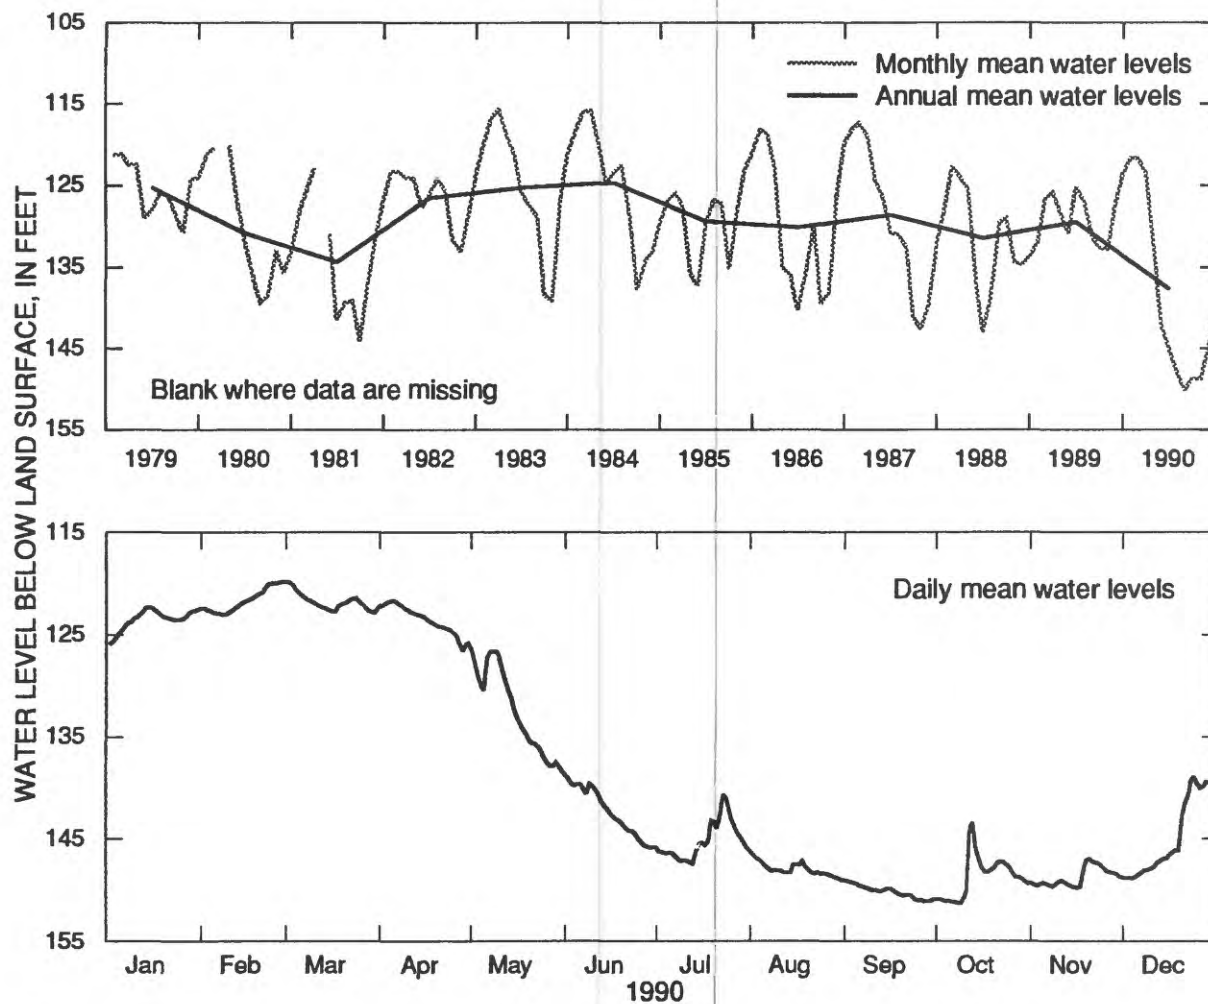 WATER LEVEL BELOW LAND SURFACE, IN FEET
105
115
125
135
145
155
Monthly mean water levels
Annual mean water levels
Blank where data are missing
1979 1980 1981 1982 1983 1984 1985 1986 1987 1988 1989 1990
115
125
135
145
155
Daily mean water levels
Jan Feb Mar Apr May Jun Jul Aug Sep Oct Nov Dec
1990